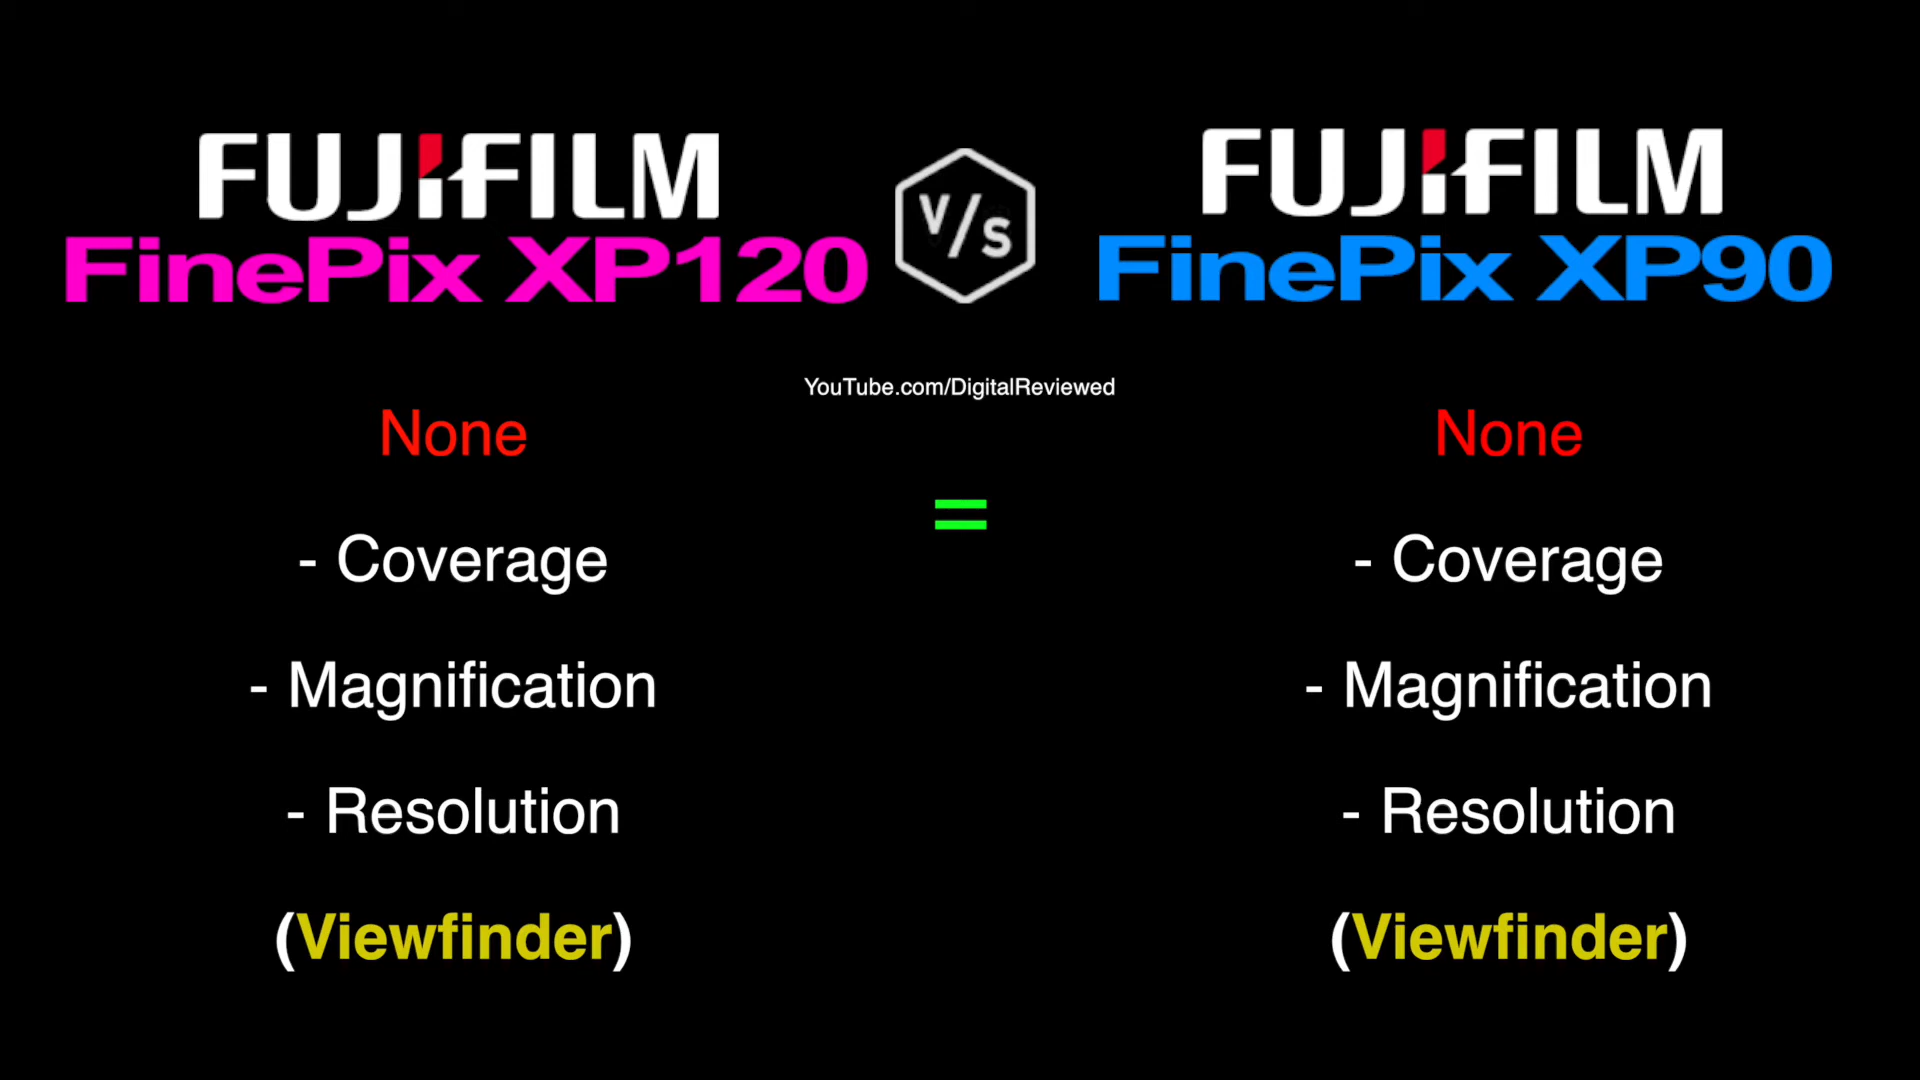 FUJIFILM
FinePix XP120
V/S
FUJIFILM
FinePix XP90
YouTube.com/DigitalReviewed
None
- Coverage
- Magnification
- Resolution
(Viewfinder)
=
None
- Coverage
- Magnification
- Resolution
(Viewfinder)